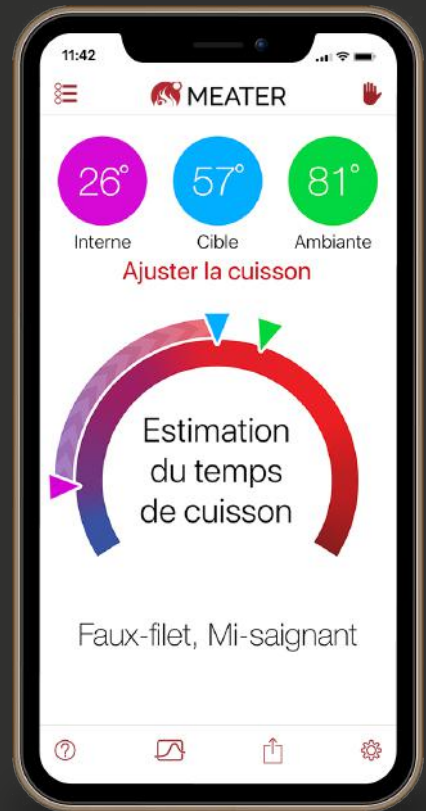 11:42
MEATER
26° 57° 81°
Interne Cible Ambiante
Ajuster la cuisson
Estimation
du temps
de cuisson
Faux-filet, Mi-saignant